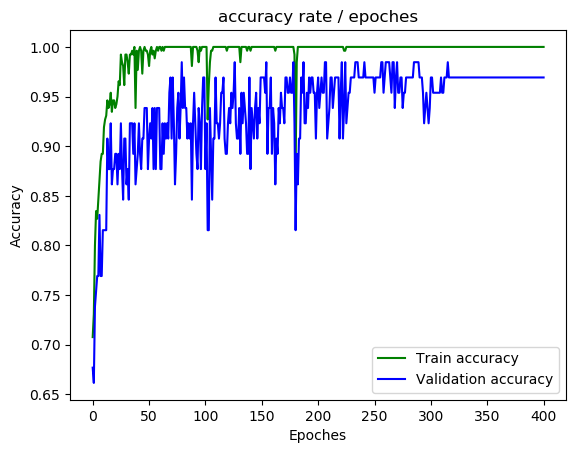 accuracy rate / epoches
1.00
0.95
0.90
0.85
0.80
0.75
0.70
0.65
Accuracy
Train accuracy
Validation accuracy
0 50 100 150 200 250 300 350 400
Epoches